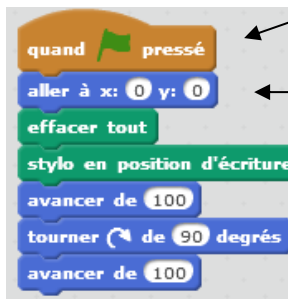 quand pressé
aller à x: 0 y: 0
effacer tout
stylo en position d'écriture
avancer de 100
tourner de 90 degrés
avancer de 100